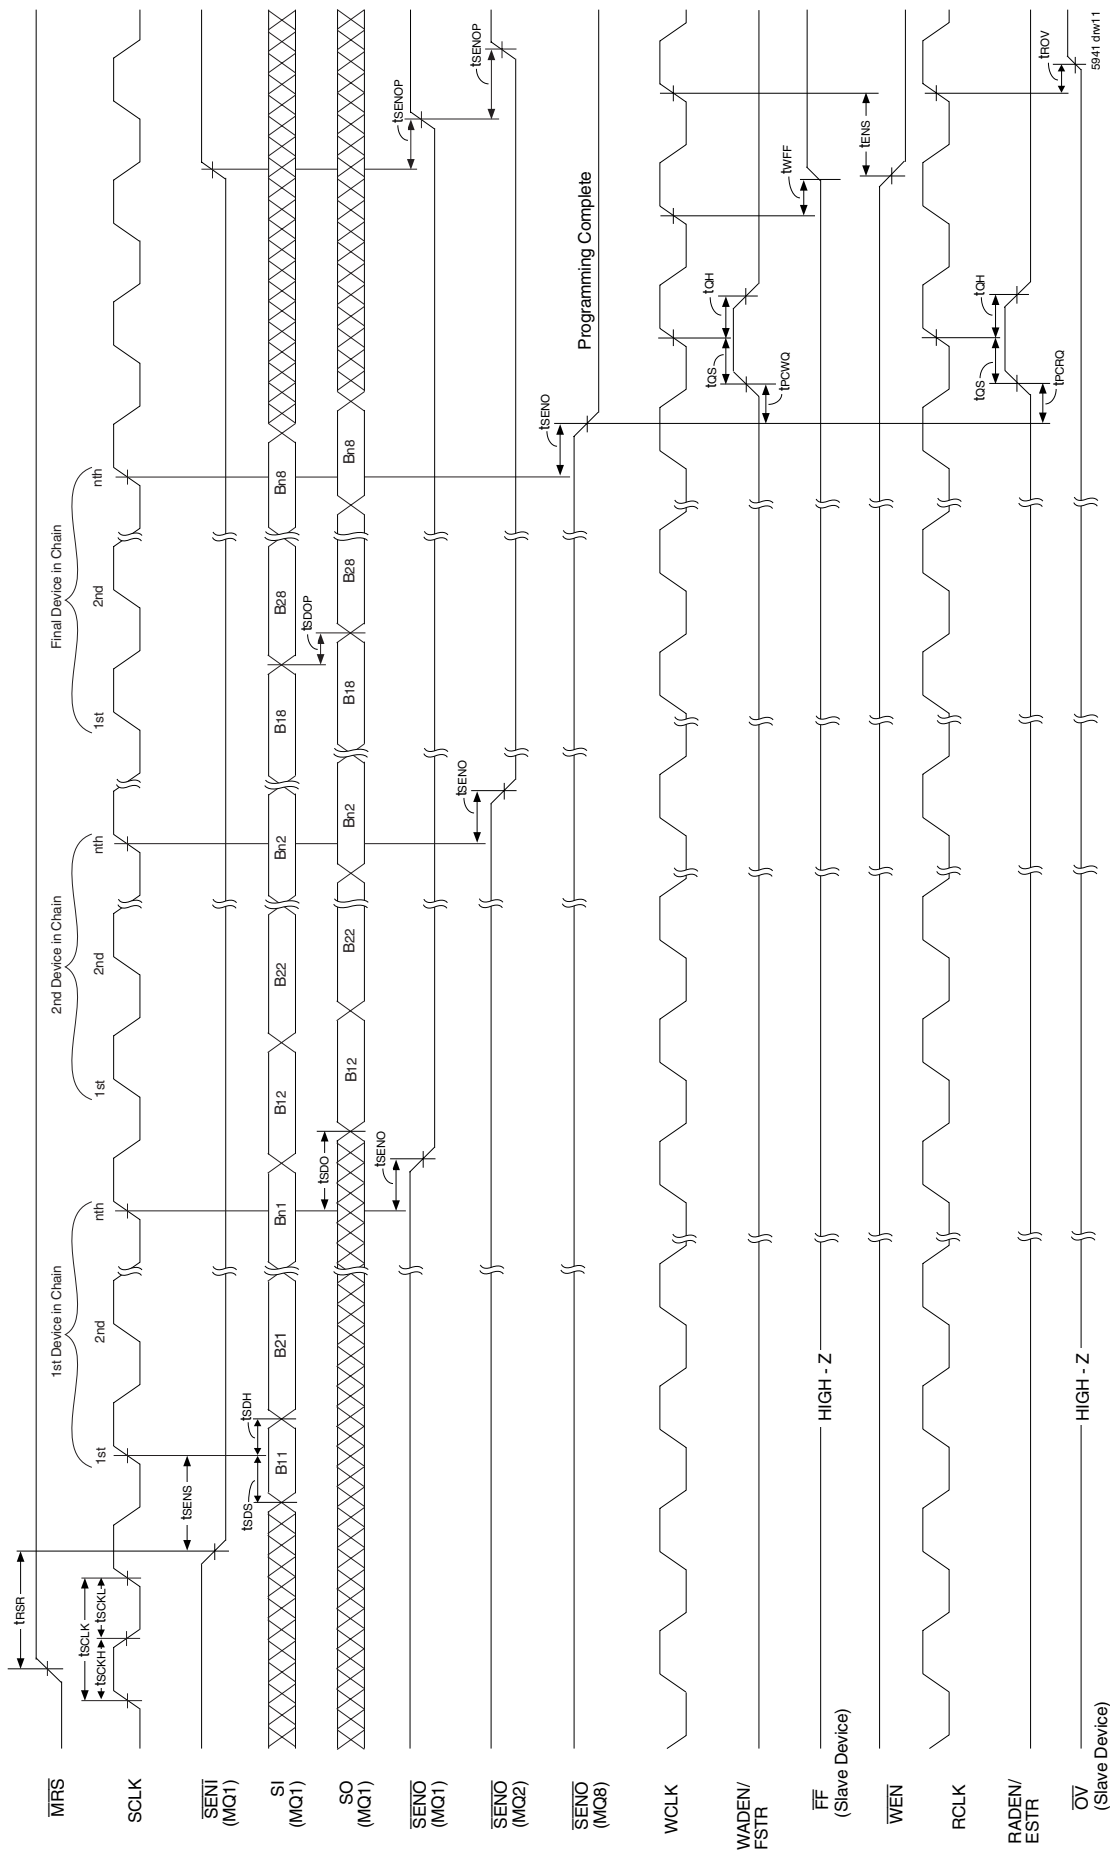 1st Device in Chain
2nd Device in Chain
Final Device in Chain
1st
2nd
nth
1st
2nd
nth
1st
2nd
nth
MRS
tRSR
SCLK
tSCLK
tSCKH
tSCKL
SENI
(MQ1)
tSENS
SI
(MQ1)
tSDS
tSDH
B11
B21
Bn1
B12
B22
Bn2
B18
B28
Bn8
SO
(MQ1)
tSDO
B12
B22
Bn2
B18
tSDOP
B28
Bn8
SENO
(MQ1)
tSENO
tSENOP
SENO
(MQ2)
tSENO
tSENOP
SENO
(MQ8)
tSENO
Programming Complete
WCLK
WADEN/
FSTR
tQS
tQH
tPCWQ
FF
(Slave Device)
HIGH - Z
tWFF
WEN
tENS
RCLK
RADEN/
ESTR
tQS
tQH
tPCRQ
OV
(Slave Device)
HIGH - Z
tROV
5941 drw11